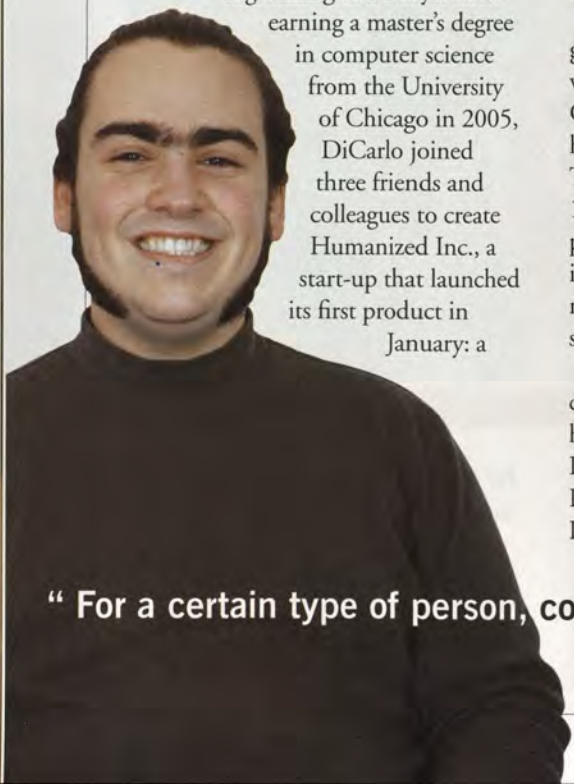 earning a master's degree
in computer science
from the University
of Chicago in 2005,
DiCarlo joined
three friends and
colleagues to create
Humanized Inc., a
start-up that launched
its first product in
January: a
“ For a certain type of person, co